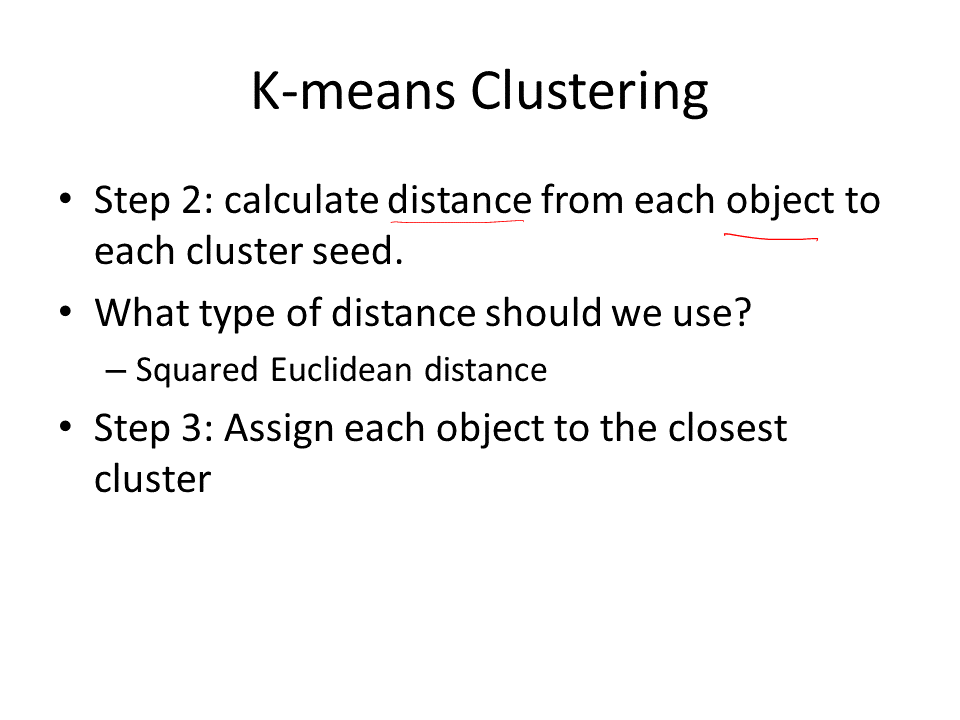 K-means Clustering
• Step 2: calculate distance from each object to
each cluster seed.
• What type of distance should we use?
– Squared Euclidean distance
• Step 3: Assign each object to the closest
cluster